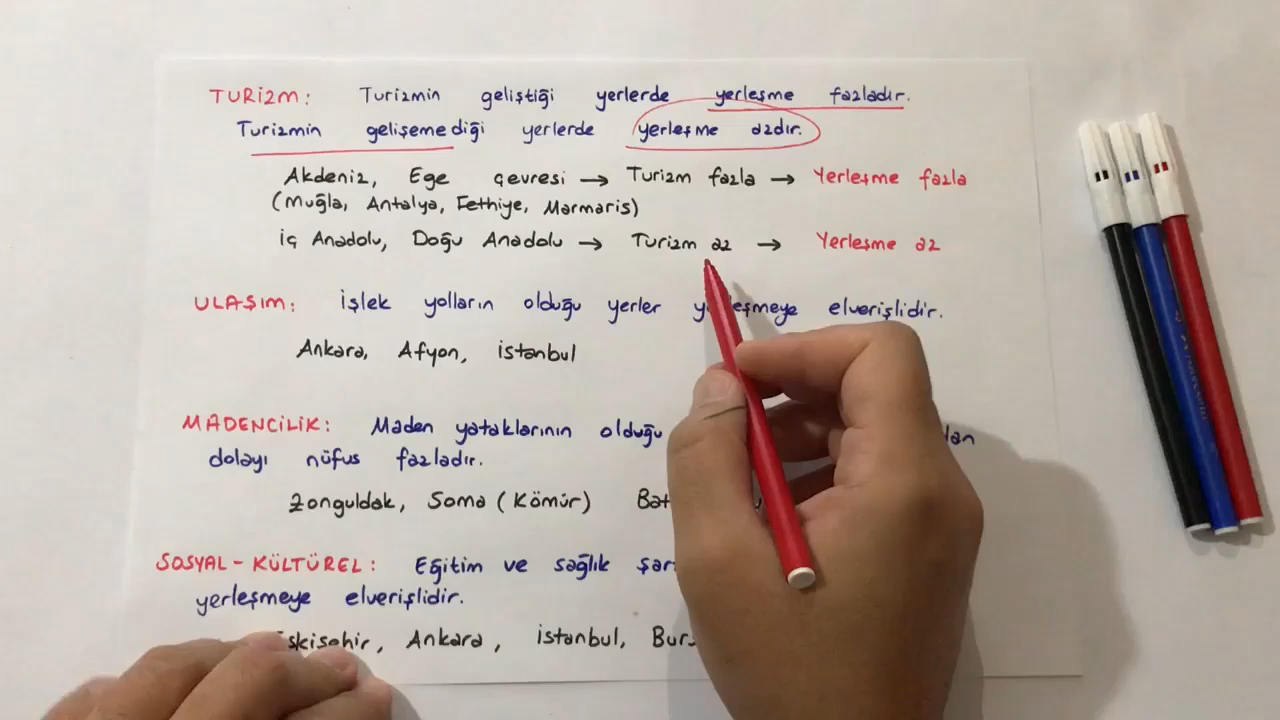 TURİZM: Turizmin geliştiği yerlerde yerleşme fazladır.
Turizmin gelişemediği yerlerde yerleşme azdır.
Akdeniz, Ege çevresi → Turizm fazla → Yerleşme fazla
(Muğla, Antalya, Fethiye, Marmaris)
İç Anadolu, Doğu Anadolu → Turizm az → Yerleşme az
ULAŞIM: İşlek yolların olduğu yerler elverişlidir.
Ankara, Afyon, İstanbul
MADENCİLİK: Maden yataklarının olduğu
dolayı nüfus fazladır.
Zonguldak, Soma (Kömür)
SOSYAL-KÜLTÜREL: Eğitim ve sağlık
yerleşmeye elverişlidir.
Ankara, İstanbul,